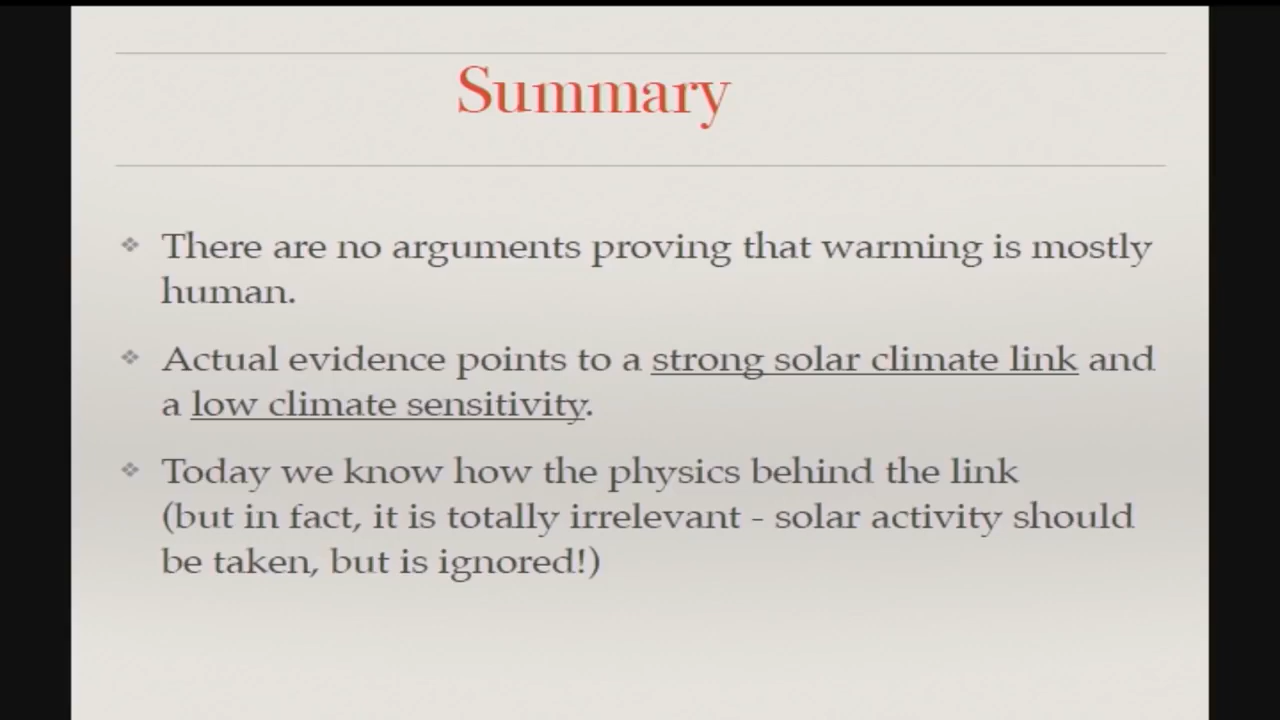 Summary
There are no arguments proving that warming is mostly
human.
Actual evidence points to a strong solar climate link and
a low climate sensitivity.
Today we know how the physics behind the link
(but in fact, it is totally irrelevant - solar activity should
be taken, but is ignored!)